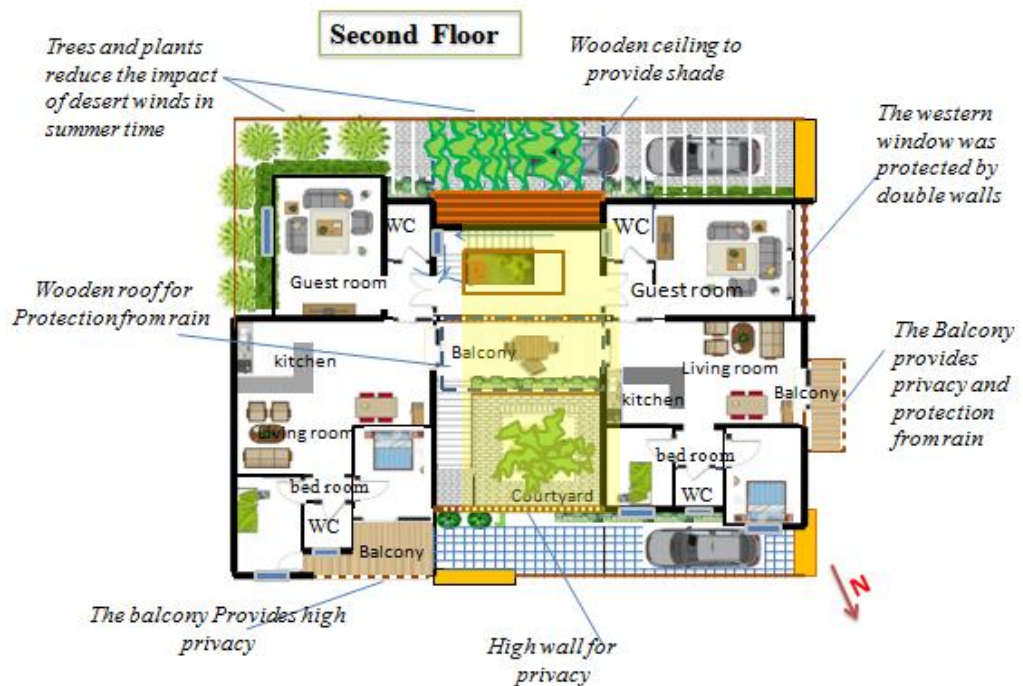 Second Floor
Trees and plants
reduce the impact
of desert winds in
summer time
Wooden ceiling to
provide shade
The western
window was
protected by
double walls
WC
WC
Guest room
Guest room
Wooden roof for
Protection from rain
Balcony
kitchen
Living room
Balcony
kitchen
The Balcony
provides
privacy and
protection
from rain
Living room
bed room
bed room
WC
Courtyard
WC
Balcony
N
The balcony Provides high
privacy
High wall for
privacy